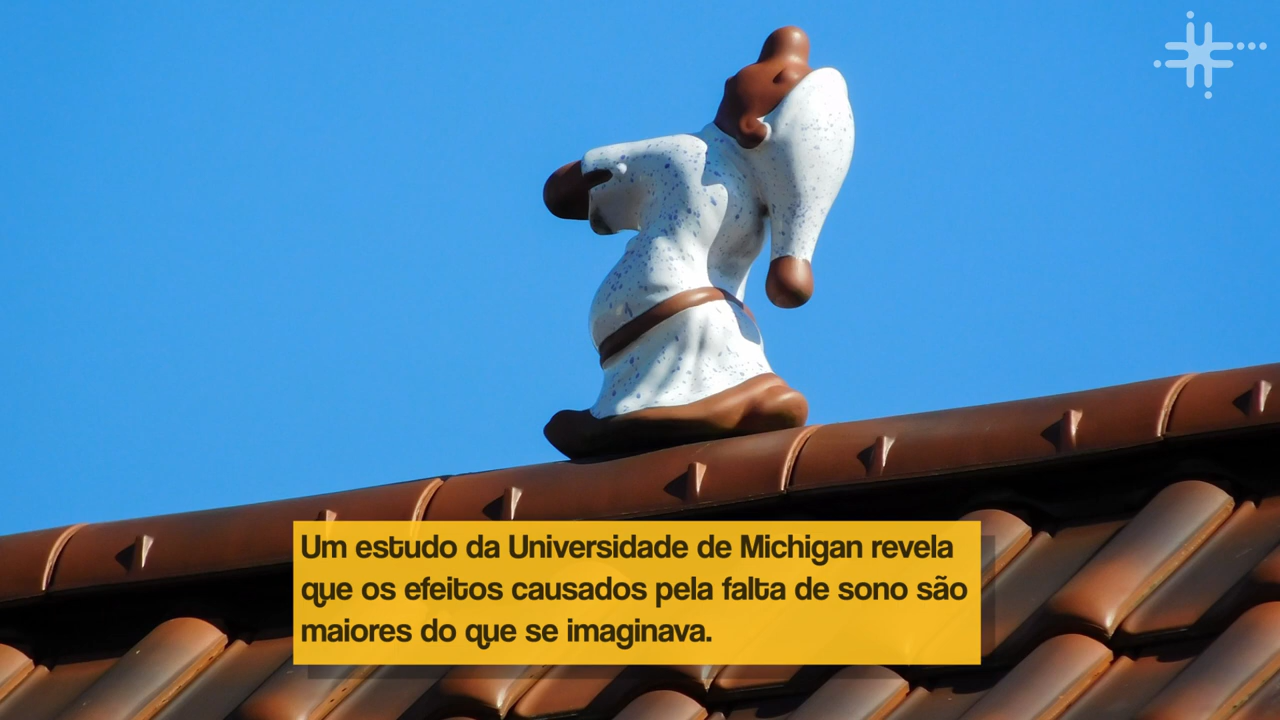 Um estudo da Universidade de Michigan revela
que os efeitos causados pela falta de sono são
maiores do que se imaginava.